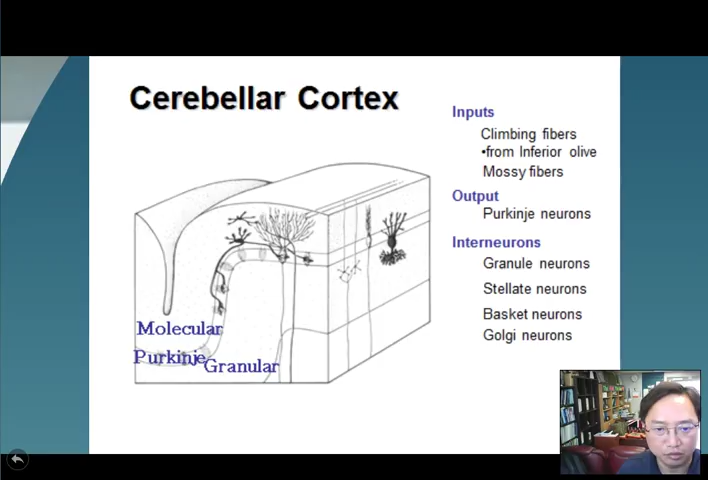 Cerebellar Cortex
Inputs
Climbing fibers
•from Inferior olive
Mossy fibers
Output
Purkinje neurons
Interneurons
Granule neurons
Stellate neurons
Basket neurons
Golgi neurons
Molecular
Purkinje
Granular